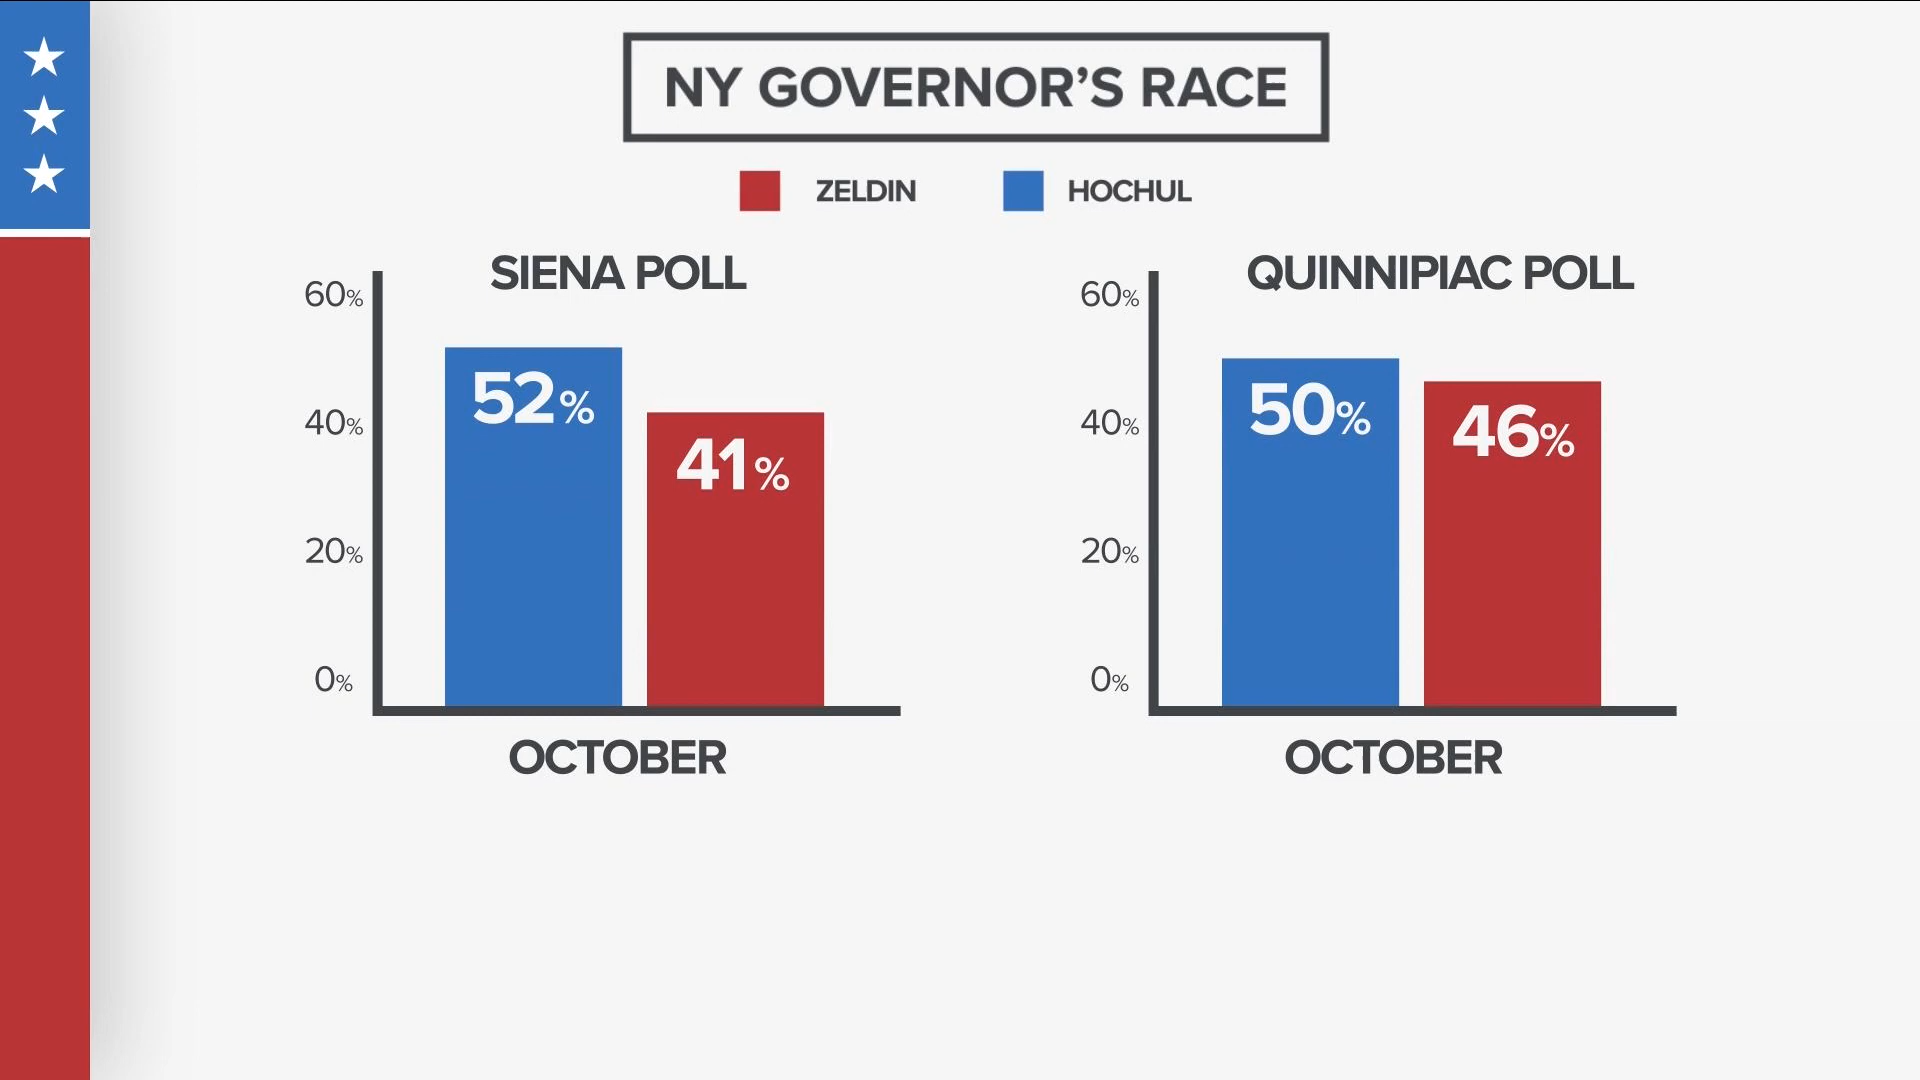 NY GOVERNOR’S RACE
ZELDIN HOCHUL
SIENA POLL
60%
40%
20%
0%
52%
41%
OCTOBER
QUINNIPIAC POLL
60%
40%
20%
0%
50%
46%
OCTOBER